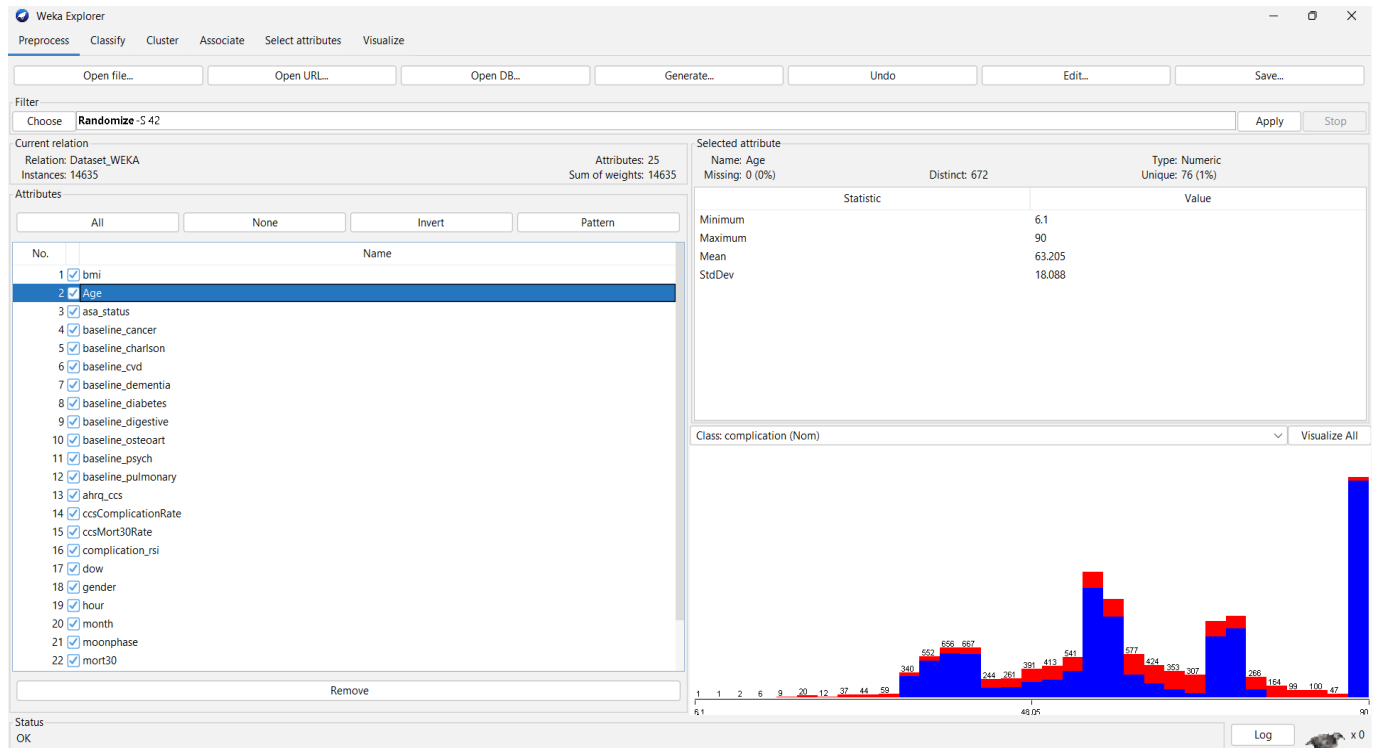 Weka Explorer
Preprocess Classify Cluster Associate Select attributes Visualize
Open file... Open URL... Open DB... Generate... Undo Edit... Save...
Filter
Choose Randomize -S 42 Apply Stop
Current relation
Relation: Dataset_WEKA Attributes: 25
Instances: 14635 Sum of weights: 14635
Attributes
All None Invert Pattern
No. Name
1 bmi
2 Age
3 asa_status
4 baseline_cancer
5 baseline_charlson
6 baseline_cvd
7 baseline_dementia
8 baseline_diabetes
9 baseline_digestive
10 baseline_osteoart
11 baseline_psych
12 baseline_pulmonary
13 ahrq_ccs
14 ccsComplicationRate
15 ccsMort30Rate
16 complication_rsi
17 dow
18 gender
19 hour
20 month
21 moonphase
22 mort30
Remove
Selected attribute
Name: Age Type: Numeric
Missing: 0 (0%) Distinct: 672 Unique: 76 (1%)
Statistic Value
Minimum 6.1
Maximum 90
Mean 63.205
StdDev 18.088
Class: complication (Nom) Visualize All
1 1 2 6 9 20 12 37 44 59 340 552 656 667 244 261 391 413 541 577 424 353 307 266 164 99 100 47
6.1 48.05 90
Status
OK Log x 0